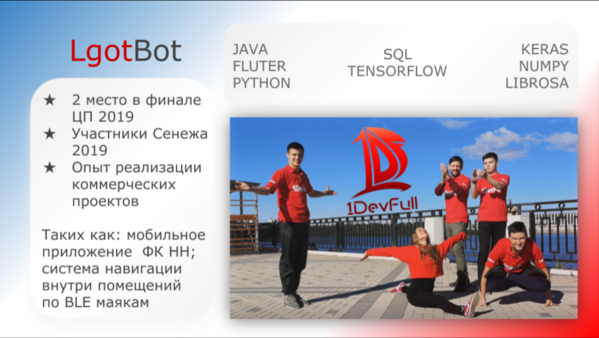 LgotBot
★ 2 место в финале
ЦП 2019
★ Участники Сенежа
2019
★ Опыт реализации
коммерческих
проектов
Таких как: мобильное
приложение ФК НН;
система навигации
внутри помещений
по BLE маякам
JAVA
FLUTER
PYTHON
SQL
TENSORFLOW
KERAS
NUMPY
LIBROSA
1DevFull